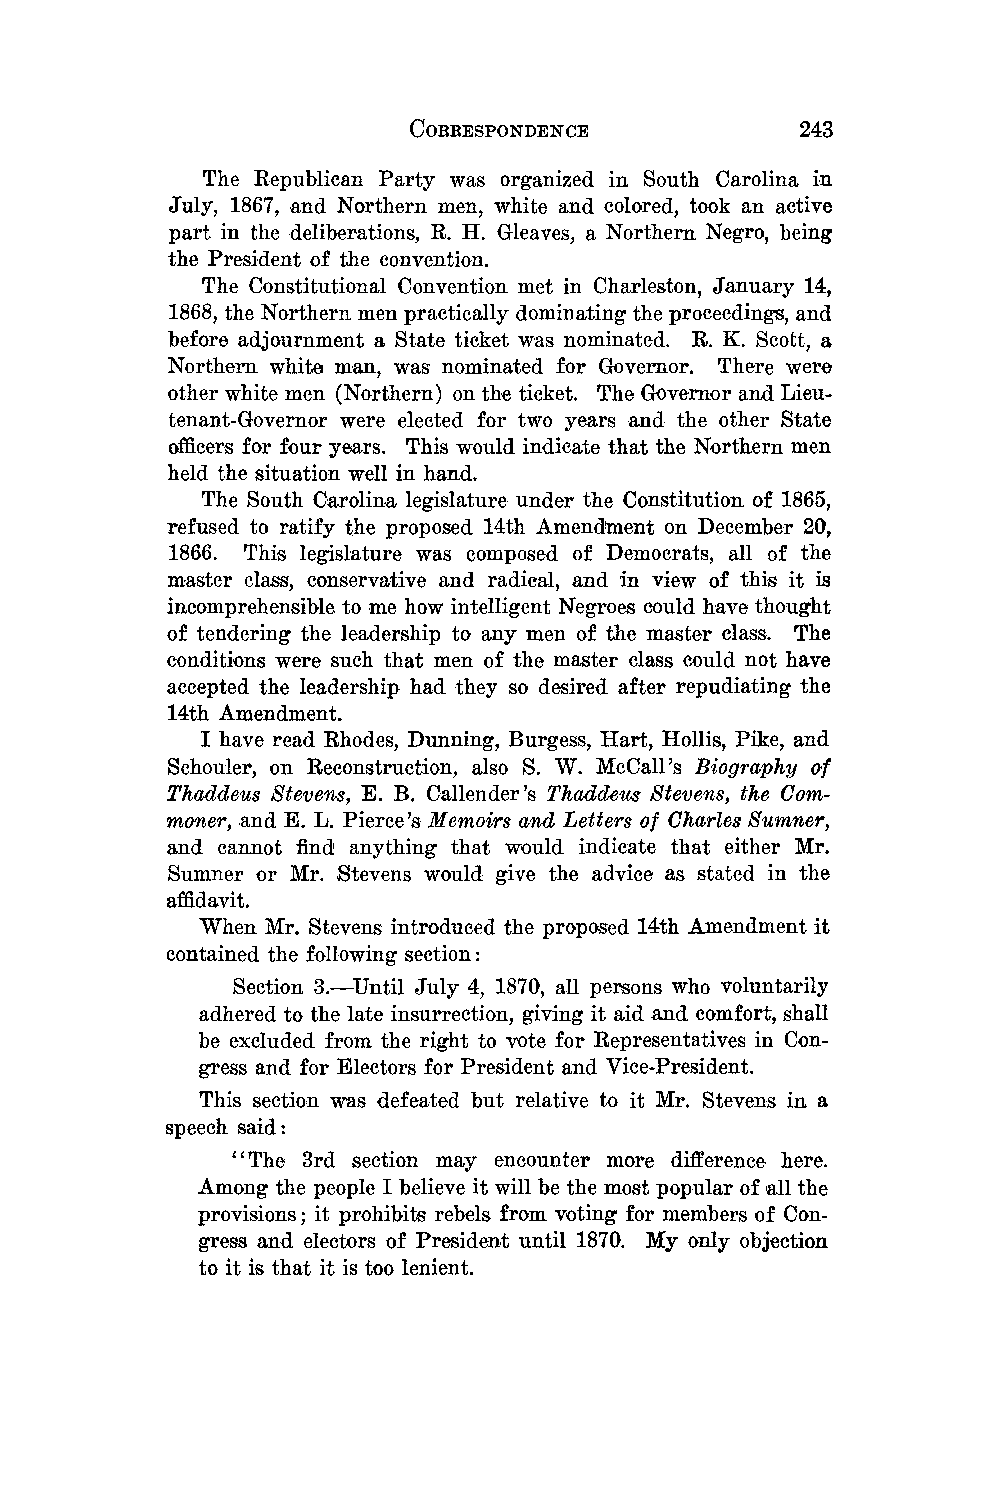 CORRESPONDENCE 243
The Republican Party was organized in South Carolina in
July, 1867, and Northern men, white and colored, took an active
part in the deliberations, R. H. Gleaves, a Northern Negro, being
the President of the convention.
The Constitutional Convention met in Charleston, January 14,
1868, the Northern men practically dominating the proceedings, and
before adjournment a State ticket was nominated. R. K. Scott, a
Northern white man, was nominated for Governor. There were
other white men (Northern) on the ticket. The Governor and Lieu-
tenant-Governor were elected for two years and the other State
officers for four years. This would indicate that the Northern men
held the situation well in hand.
The South Carolina legislature under the Constitution of 1865,
refused to ratify the proposed 14th Amendment on December 20,
1866. This legislature was composed of Democrats, all of the
master class, conservative and radical, and in view of this it is
incomprehensible to me how intelligent Negroes could have thought
of tendering the leadership to any men of the master class. The
conditions were such that men of the master class could not have
accepted the leadership had they so desired after repudiating the
14th Amendment.
I have read Rhodes, Dunning, Burgess, Hart, Hollis, Pike, and
Schouler, on Reconstruction, also S. W. McCall's Biography of
Thaddeus Stevens, E. B. Callender's Thaddeus Stevens, the Com-
moner, and E. L. Pierce's Memoirs and Letters of Charles Sumner,
and cannot find anything that would indicate that either Mr.
Sumner or Mr. Stevens would give the advice as stated in the
affidavit.
When Mr. Stevens introduced the proposed 14th Amendment it
contained the following section:
Section 3.—Until July 4, 1870, all persons who voluntarily
adhered to the late insurrection, giving it aid and comfort, shall
be excluded from the right to vote for Representatives in Con-
gress and for Electors for President and Vice-President.
This section was defeated but relative to it Mr. Stevens in a
speech said:
"The 3rd section may encounter more difference here.
Among the people I believe it will be the most popular of all the
provisions; it prohibits rebels from voting for members of Con-
gress and electors of President until 1870. My only objection
to it is that it is too lenient.